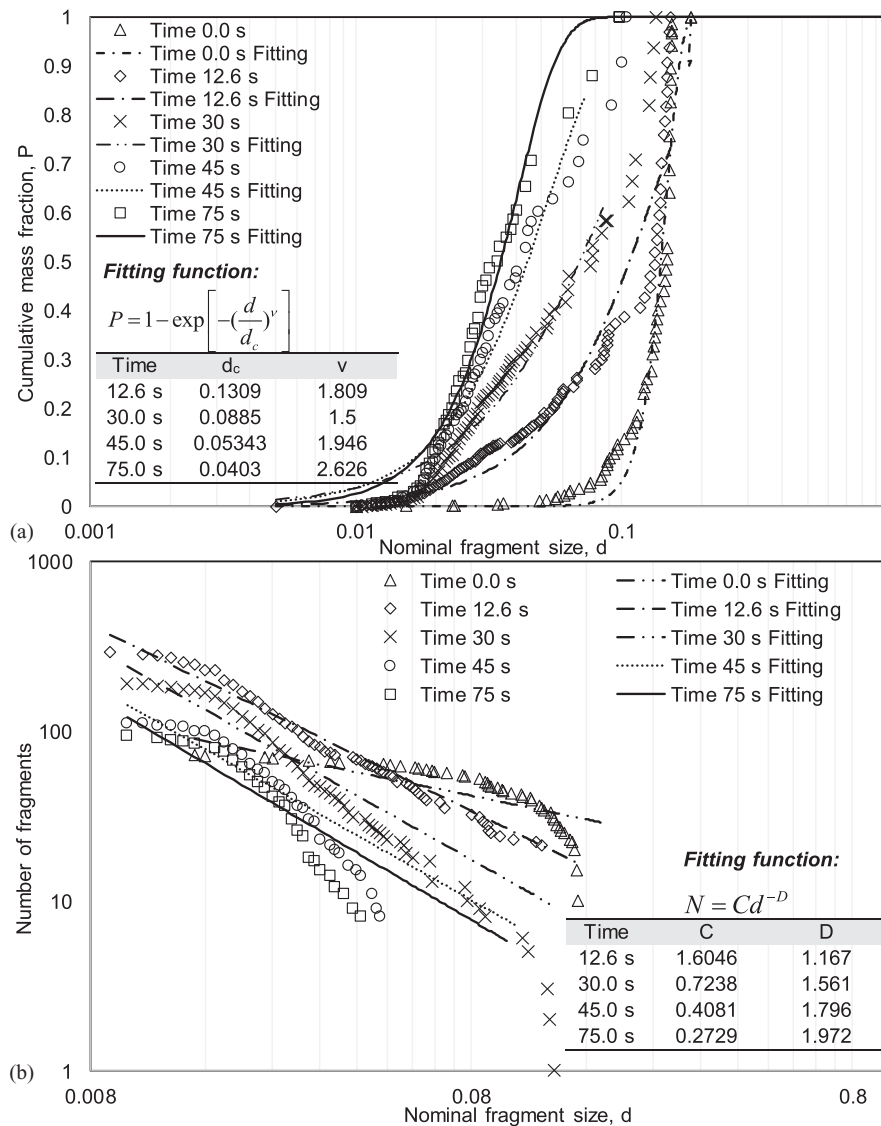 1
Time 0.0 s
0.9
Time 0.0 s Fitting
Time 12.6 s
0.8
Time 12.6 s Fitting
Time 30 s
0.7
Time 30 s Fitting
Time 45 s
0.6
Time 45 s Fitting
Time 75 s
Time 75 s Fitting
0.5
Cumulative mass fraction, P
Fitting function:
0.4
P = 1 − exp[−(d/d_c)^v]
0.3
Time d_c v
12.6 s 0.1309 1.809
0.2
30.0 s 0.0885 1.5
45.0 s 0.05343 1.946
0.1
75.0 s 0.0403 2.626
0
(a)
0.001 0.01 0.1
Nominal fragment size, d
1000
Time 0.0 s Time 0.0 s Fitting
Time 12.6 s Time 12.6 s Fitting
Time 30 s Time 30 s Fitting
Time 45 s Time 45 s Fitting
Time 75 s Time 75 s Fitting
100
Number of fragments
10
Fitting function:
N = Cd^−D
Time C D
12.6 s 1.6046 1.167
30.0 s 0.7238 1.561
45.0 s 0.4081 1.796
75.0 s 0.2729 1.972
(b)
1
0.008 0.08 0.8
Nominal fragment size, d